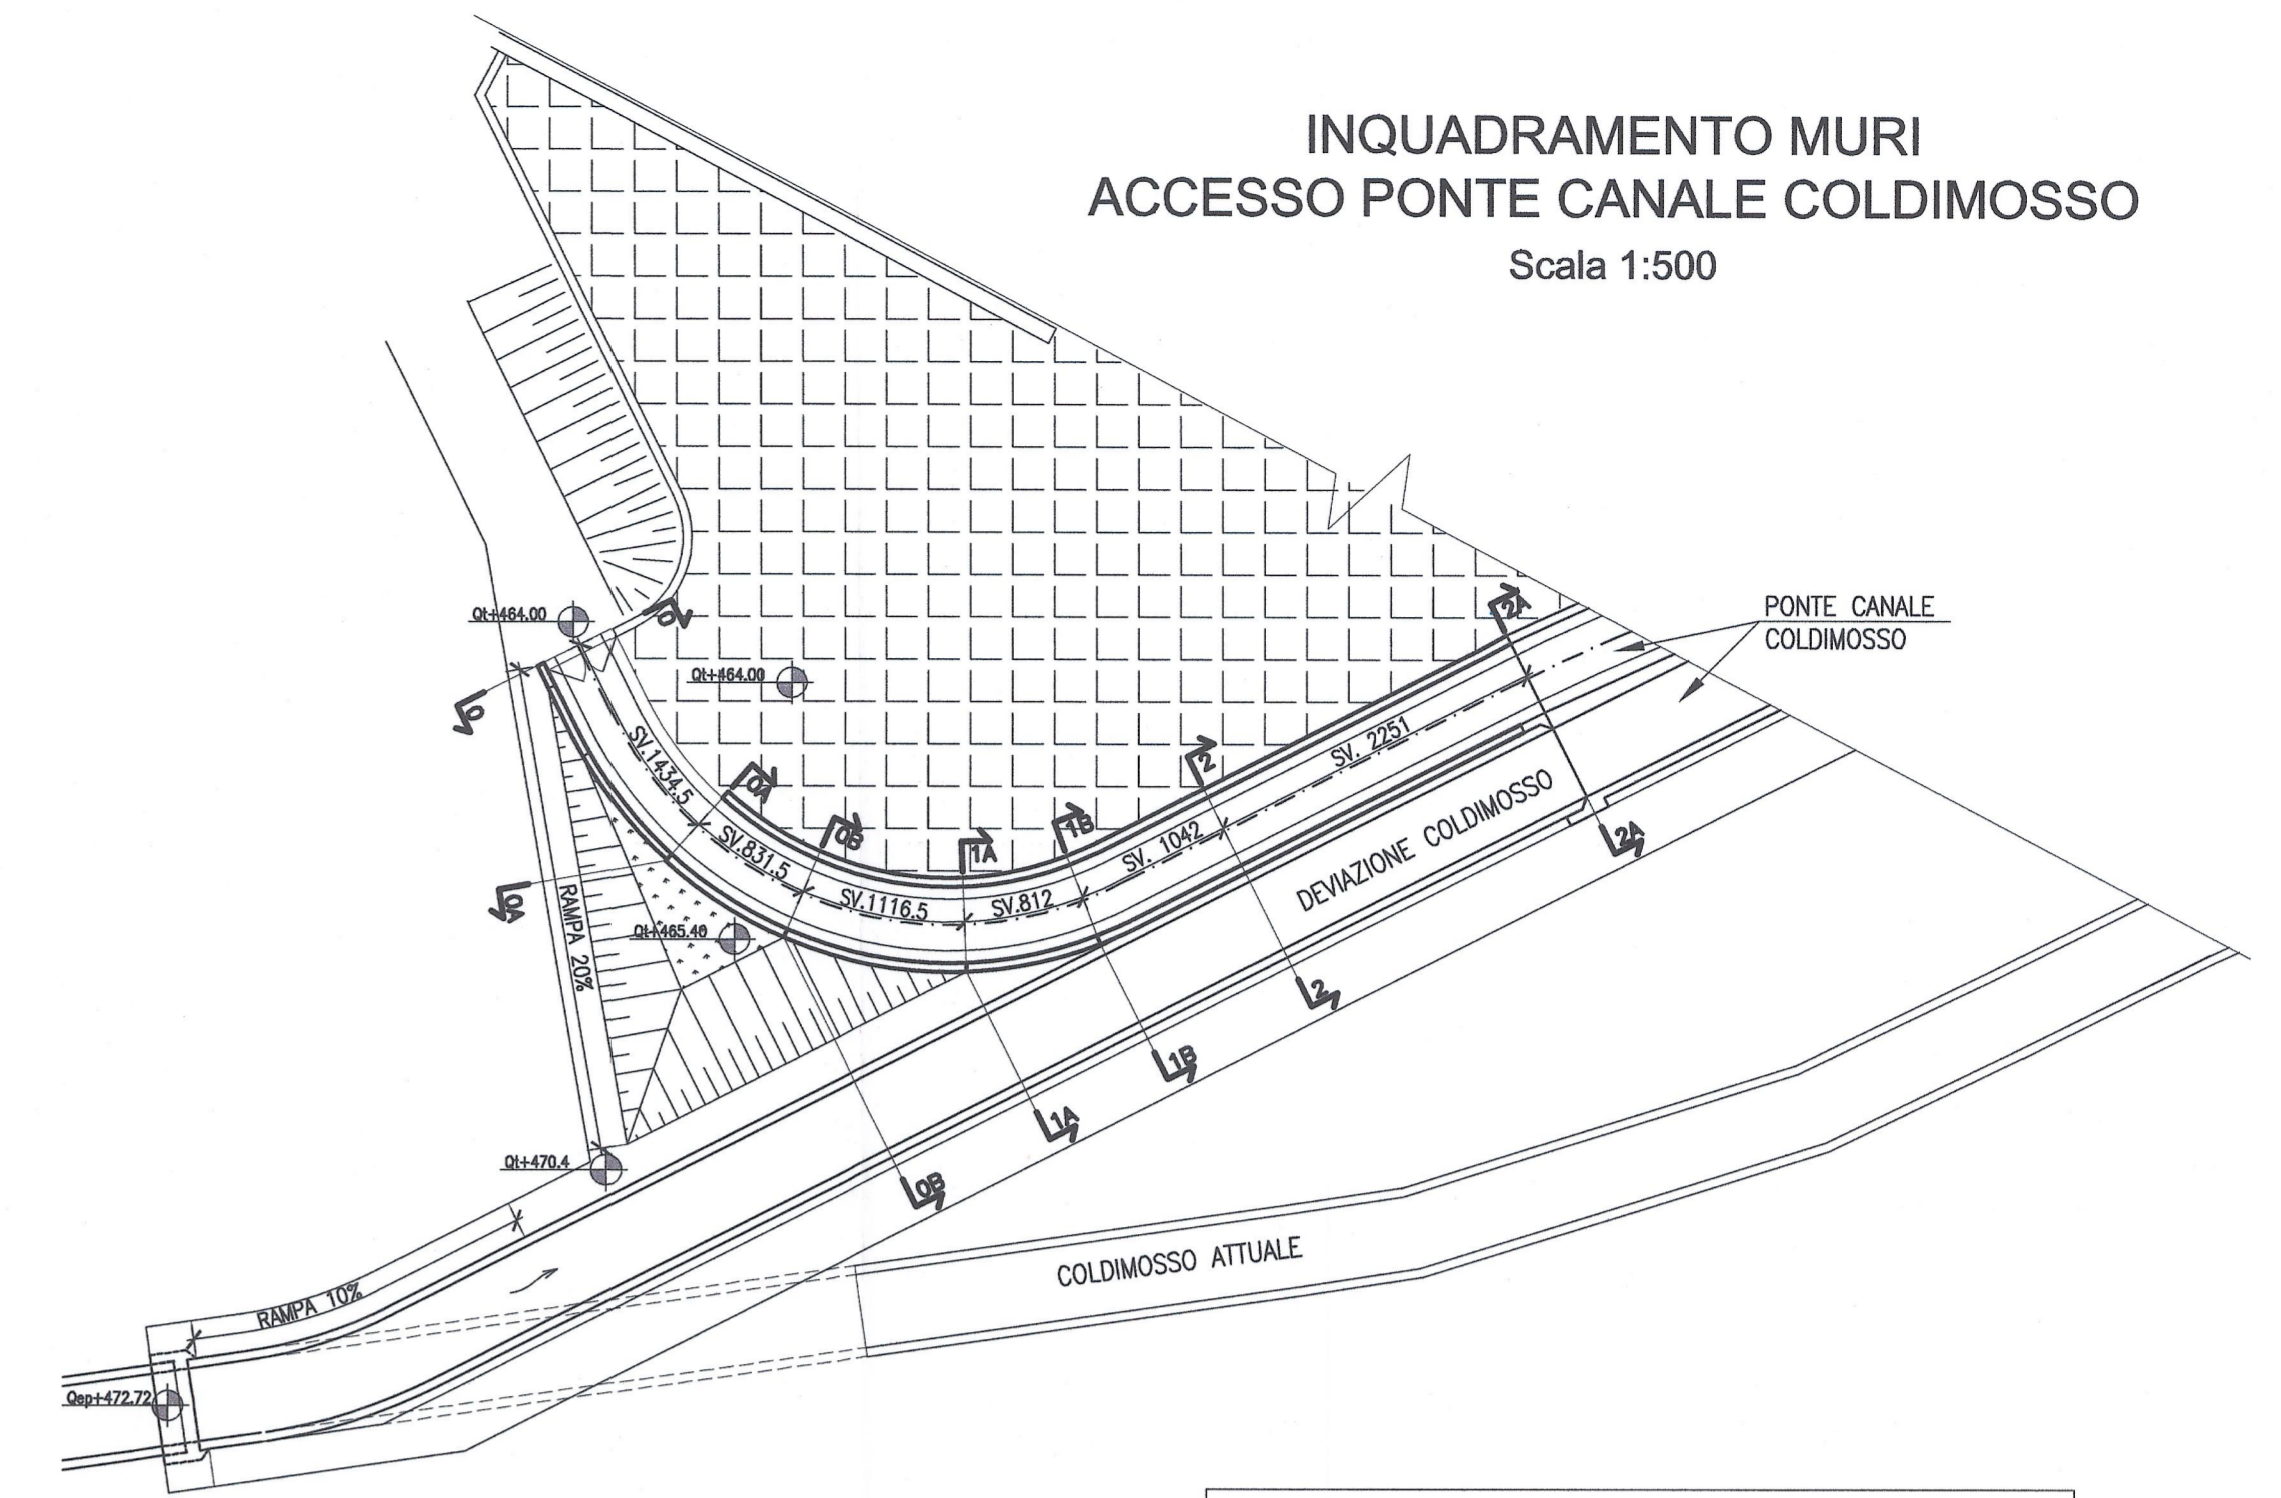 INQUADRAMENTO MURI
ACCESSO PONTE CANALE COLDIMOSSO
Scala 1:500
PONTE CANALE
COLDIMOSSO
2A
Qt+464.00
0
Qt+464.00
0
SV.1434.5
SV. 2251
2
0A
0B
1B
1A
SV.831.5
SV. 1042
SV.1116.5
SV.812
DEVIAZIONE COLDIMOSSO
2A
0A
RAMPA 20%
Qt+465.40
2
1B
1A
Qt+470.4
0B
COLDIMOSSO ATTUALE
RAMPA 10%
Qep+472.72